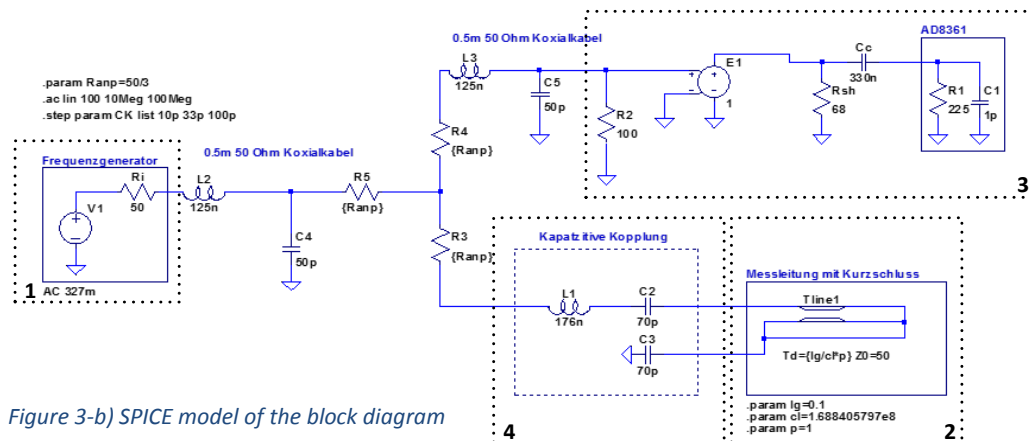 0.5m 50 Ohm Koxialkabel
L3
125n
C5
50p
R4
{Ranp}
R2
100
E1
1
Rsh
68
Cc
330n
AD8361
R1
225
C1
1p
3
.param Ranp=50/3
.ac lin 100 10Meg 100Meg
.step param CK list 10p 33p 100p
Frequenzgenerator
Ri
50
V1
AC 327m
1
0.5m 50 Ohm Koxialkabel
L2
125n
C4
50p
R5
{Ranp}
R3
{Ranp}
Kapatzitive Kopplung
L1
176n
C2
70p
C3
70p
4
Messleitung mit Kurzschluss
Tline1
Td={lg/cl*p} Z0=50
.param lg=0.1
.param cl=1.688405797e8
.param p=1
2
Figure 3-b) SPICE model of the block diagram